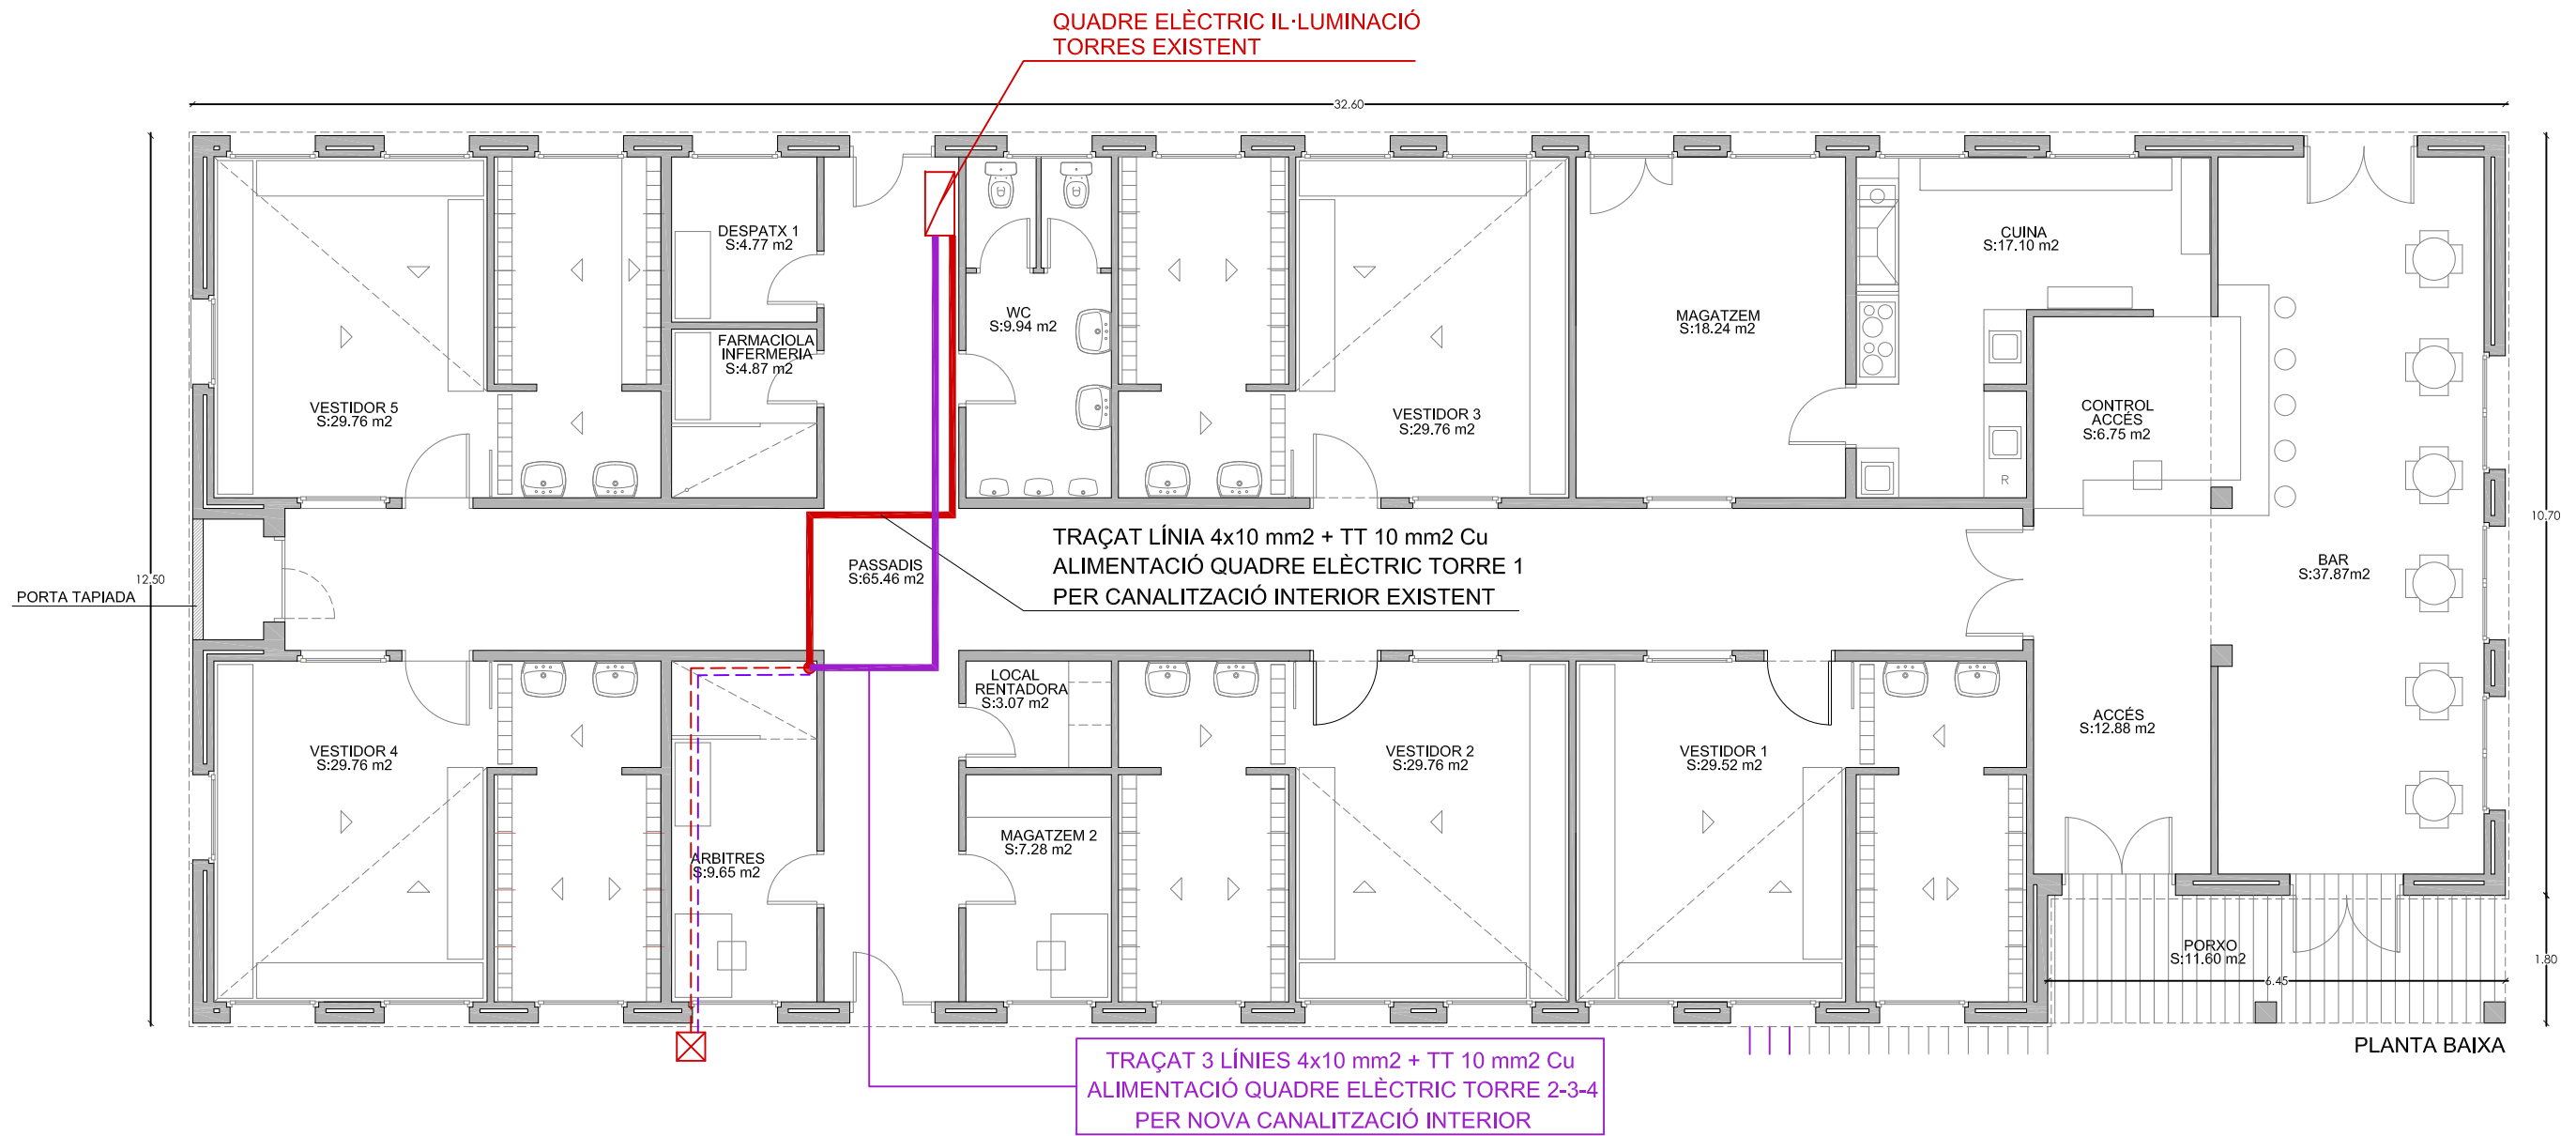 QUADRE ELÈCTRIC IL·LUMINACIÓ
TORRES EXISTENT
32.60
DESPATX 1
S:4.77 m2
CUINA
S:17.10 m2
WC
S:9.94 m2
MAGATZEM
S:18.24 m2
FARMACIOLA
INFERMERIA
S:4.87 m2
VESTIDOR 5
S:29.76 m2
VESTIDOR 3
S:29.76 m2
CONTROL
ACCÉS
S:6.75 m2
R
10.70
12.50
PORTA TAPIADA
PASSADIS
S:65.46 m2
TRAÇAT LÍNIA 4x10 mm2 + TT 10 mm2 Cu
ALIMENTACIÓ QUADRE ELÈCTRIC TORRE 1
PER CANALITZACIÓ INTERIOR EXISTENT
BAR
S:37.87m2
LOCAL
RENTADORA
S:3.07 m2
ACCÉS
S:12.88 m2
VESTIDOR 4
S:29.76 m2
VESTIDOR 2
S:29.76 m2
VESTIDOR 1
S:29.52 m2
MAGATZEM 2
S:7.28 m2
ARBITRES
S:9.65 m2
PORXO
S:11.60 m2
6.45
1.80
PLANTA BAIXA
TRAÇAT 3 LÍNIES 4x10 mm2 + TT 10 mm2 Cu
ALIMENTACIÓ QUADRE ELÈCTRIC TORRE 2-3-4
PER NOVA CANALITZACIÓ INTERIOR